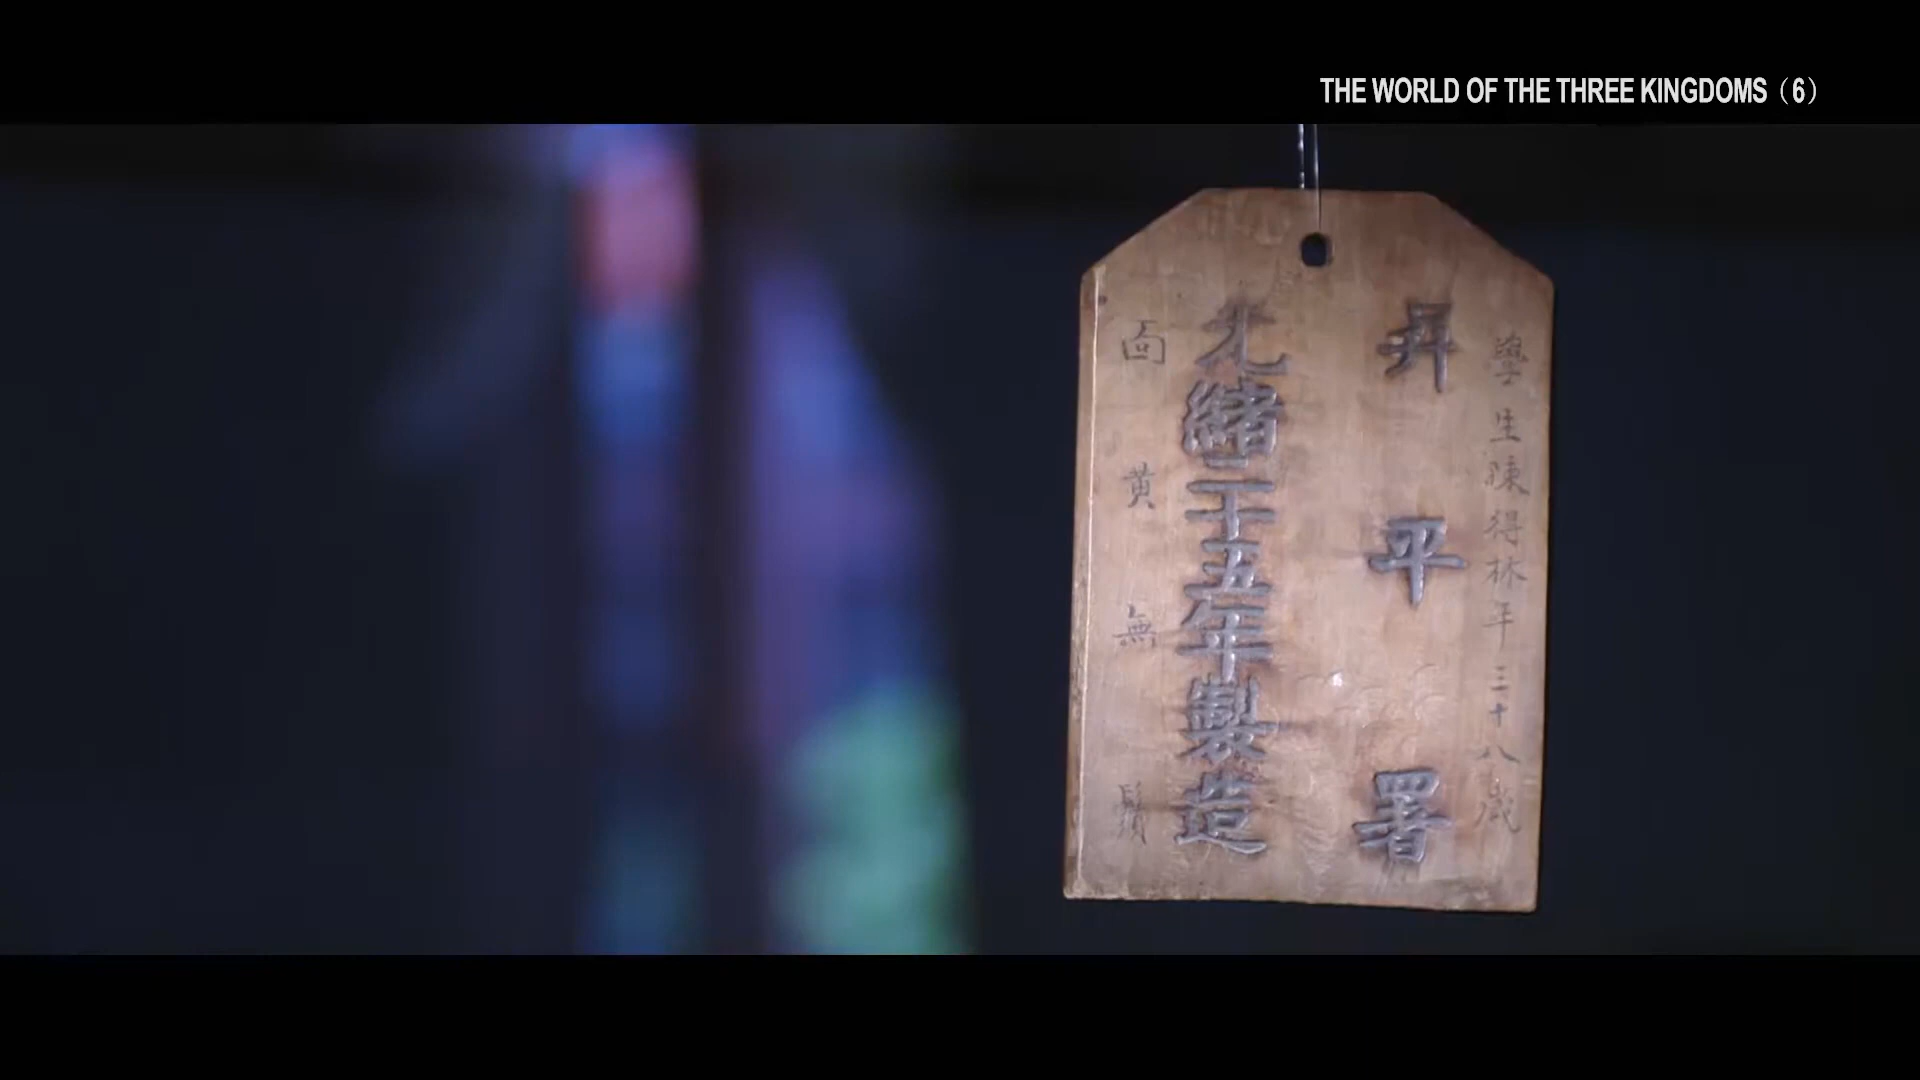 THE WORLD OF THE THREE KINGDOMS（6）
學生陳得林年三十八歲
昇平署
光緒二十五年製造
面黃無鬚